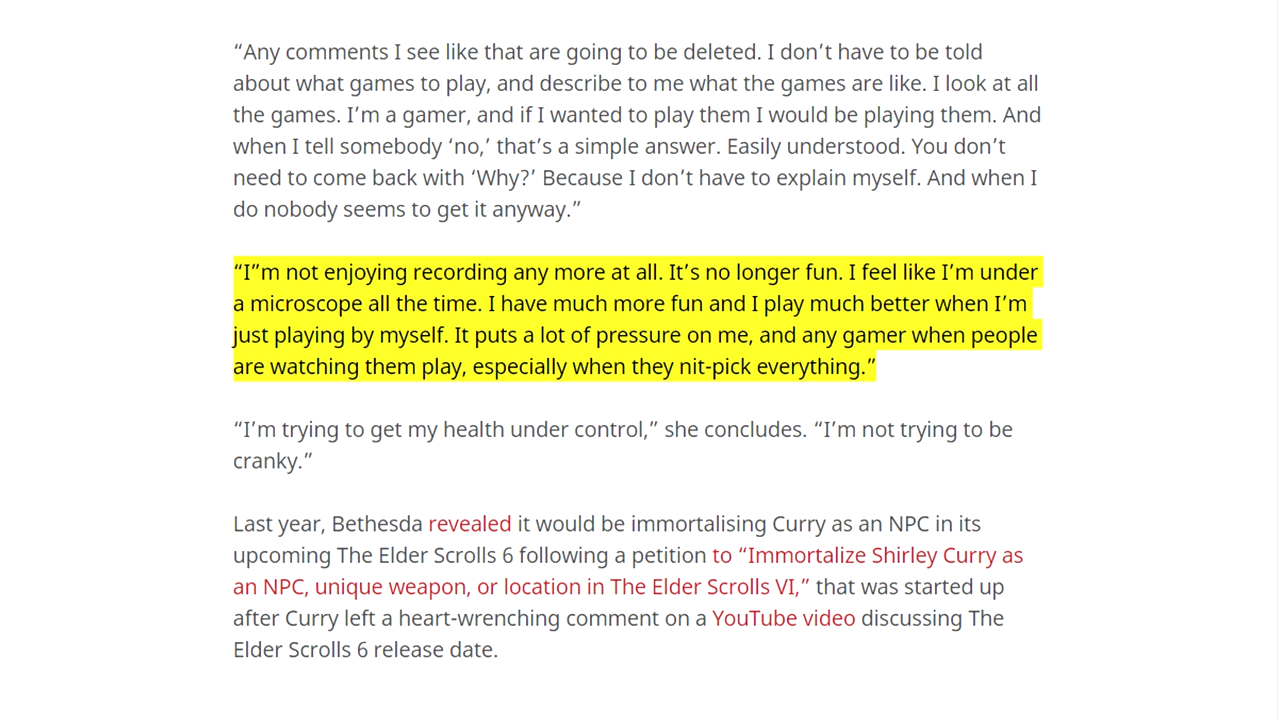 “Any comments I see like that are going to be deleted. I don’t have to be told
about what games to play, and describe to me what the games are like. I look at all
the games. I’m a gamer, and if I wanted to play them I would be playing them. And
when I tell somebody ‘no,’ that’s a simple answer. Easily understood. You don’t
need to come back with ‘Why?’ Because I don’t have to explain myself. And when I
do nobody seems to get it anyway.”
“I”m not enjoying recording any more at all. It’s no longer fun. I feel like I’m under
a microscope all the time. I have much more fun and I play much better when I’m
just playing by myself. It puts a lot of pressure on me, and any gamer when people
are watching them play, especially when they nit-pick everything.”
“I’m trying to get my health under control,” she concludes. “I’m not trying to be
cranky.”
Last year, Bethesda revealed it would be immortalising Curry as an NPC in its
upcoming The Elder Scrolls 6 following a petition to “Immortalize Shirley Curry as
an NPC, unique weapon, or location in The Elder Scrolls VI,” that was started up
after Curry left a heart-wrenching comment on a YouTube video discussing The
Elder Scrolls 6 release date.